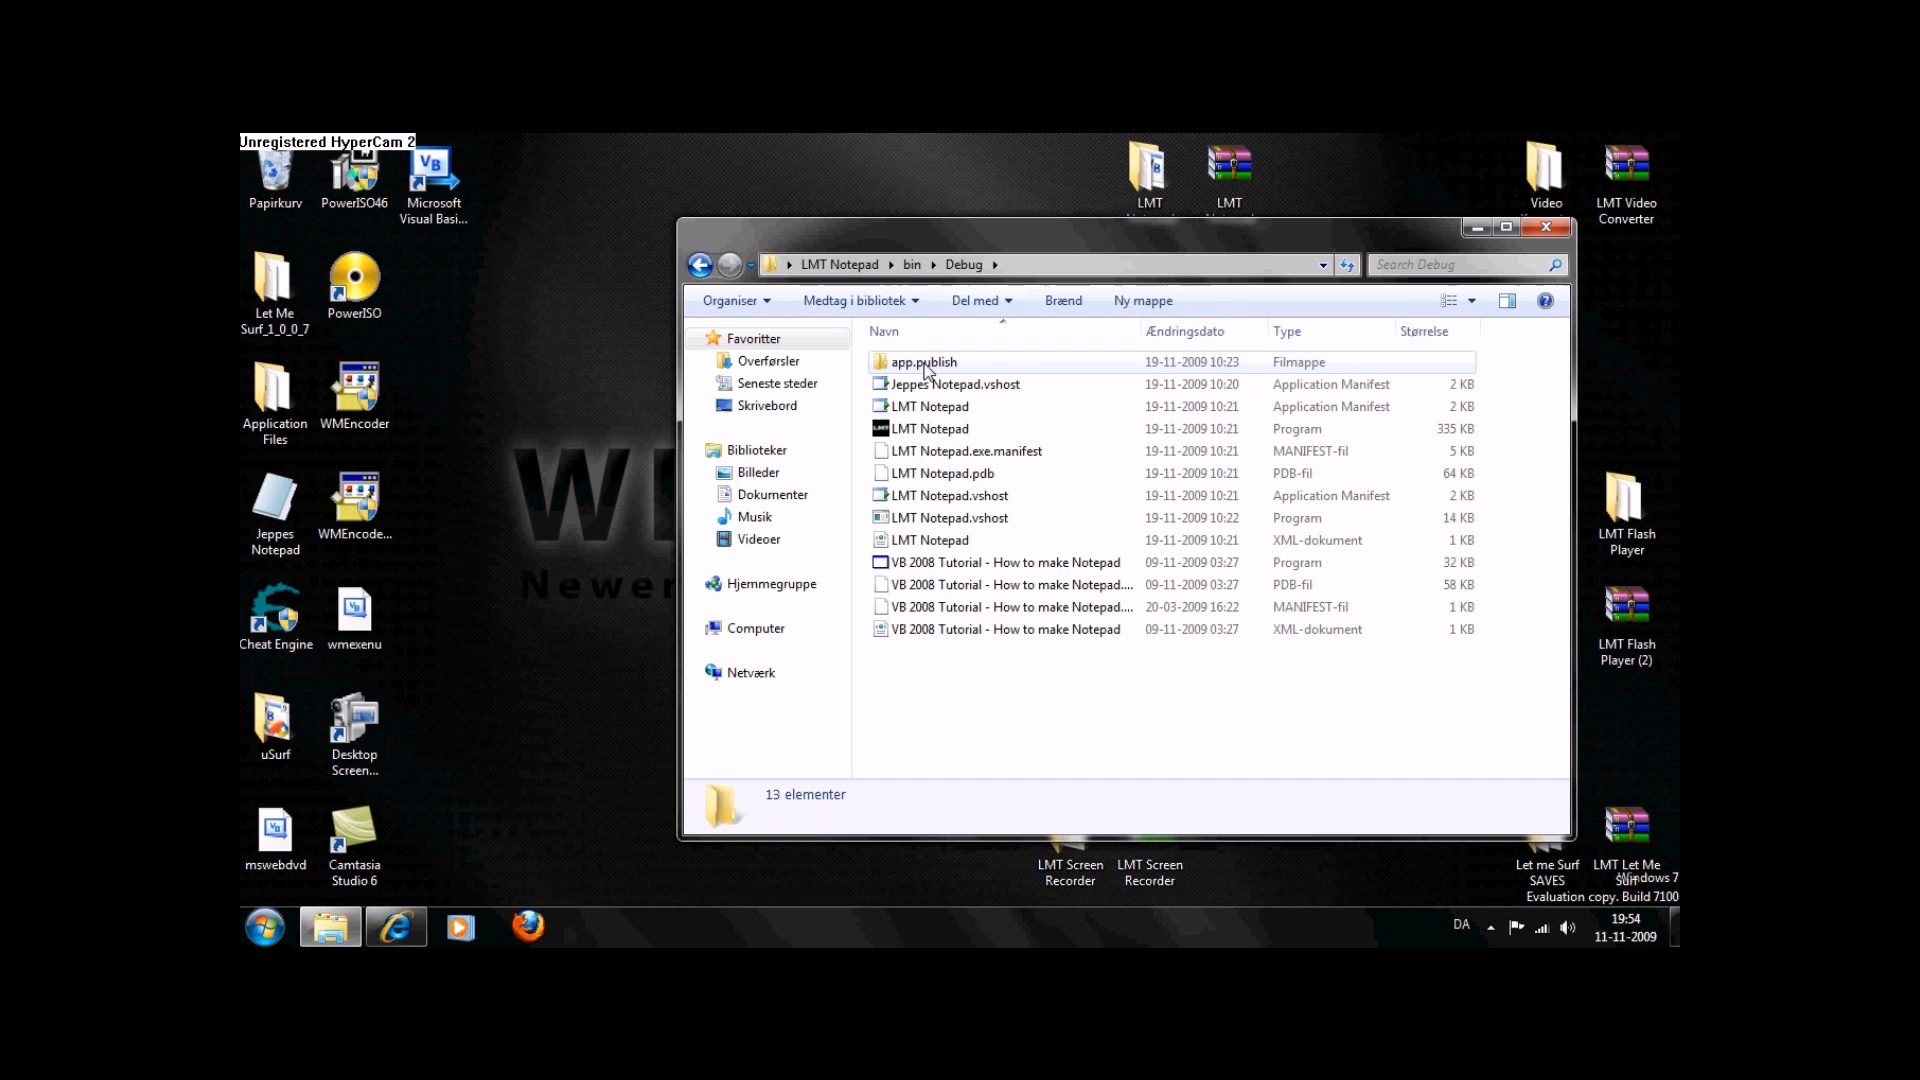 Unregistered HyperCam 2
Papirkurv
PowerISO46
Microsoft
Visual Basi...
LMT
LMT
Video
LMT Video
Converter
Let Me
Surf_1_0_0_7
PowerISO
Application
Files
WMEncoder
Jeppes
Notepad
WMEncode...
Cheat Engine
wmexenu
uSurf
Desktop
Screen...
mswebdvd
Camtasia
Studio 6
LMT Notepad
bin
Debug
Search Debug
Organiser
Medtag i bibliotek
Del med
Brænd
Ny mappe
Favoritter
Overførsler
Seneste steder
Skrivebord
Biblioteker
Billeder
Dokumenter
Musik
Videoer
Hjemmegruppe
Computer
Netværk
Navn Ændringsdato Type Størrelse
app.publish 19-11-2009 10:23 Filmappe
Jeppes Notepad.vshost 19-11-2009 10:20 Application Manifest 2 KB
LMT Notepad 19-11-2009 10:21 Application Manifest 2 KB
LMT Notepad 19-11-2009 10:21 Program 335 KB
LMT Notepad.exe.manifest 19-11-2009 10:21 MANIFEST-fil 5 KB
LMT Notepad.pdb 19-11-2009 10:21 PDB-fil 64 KB
LMT Notepad.vshost 19-11-2009 10:21 Application Manifest 2 KB
LMT Notepad.vshost 19-11-2009 10:22 Program 14 KB
LMT Notepad 19-11-2009 10:21 XML-dokument 1 KB
VB 2008 Tutorial - How to make Notepad 09-11-2009 03:27 Program 32 KB
VB 2008 Tutorial - How to make Notepad.... 09-11-2009 03:27 PDB-fil 58 KB
VB 2008 Tutorial - How to make Notepad.... 20-03-2009 16:22 MANIFEST-fil 1 KB
VB 2008 Tutorial - How to make Notepad 09-11-2009 03:27 XML-dokument 1 KB
13 elementer
Newer
LMT Flash
Player
LMT Flash
Player (2)
LMT Screen
Recorder
LMT Screen
Recorder
Let me Surf
SAVES
LMT Let Me
Surf
Windows 7
Evaluation copy. Build 7100
DA
19:54
11-11-2009